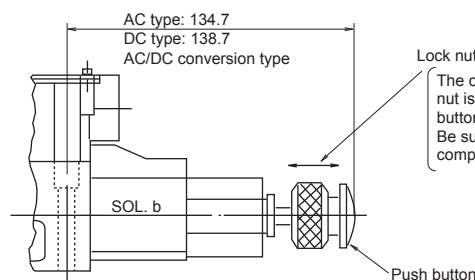 AC type: 134.7
DC type: 138.7
AC/DC conversion type
Lock nut
The
nut is
button
Be su
comp
SOL. b
Push button